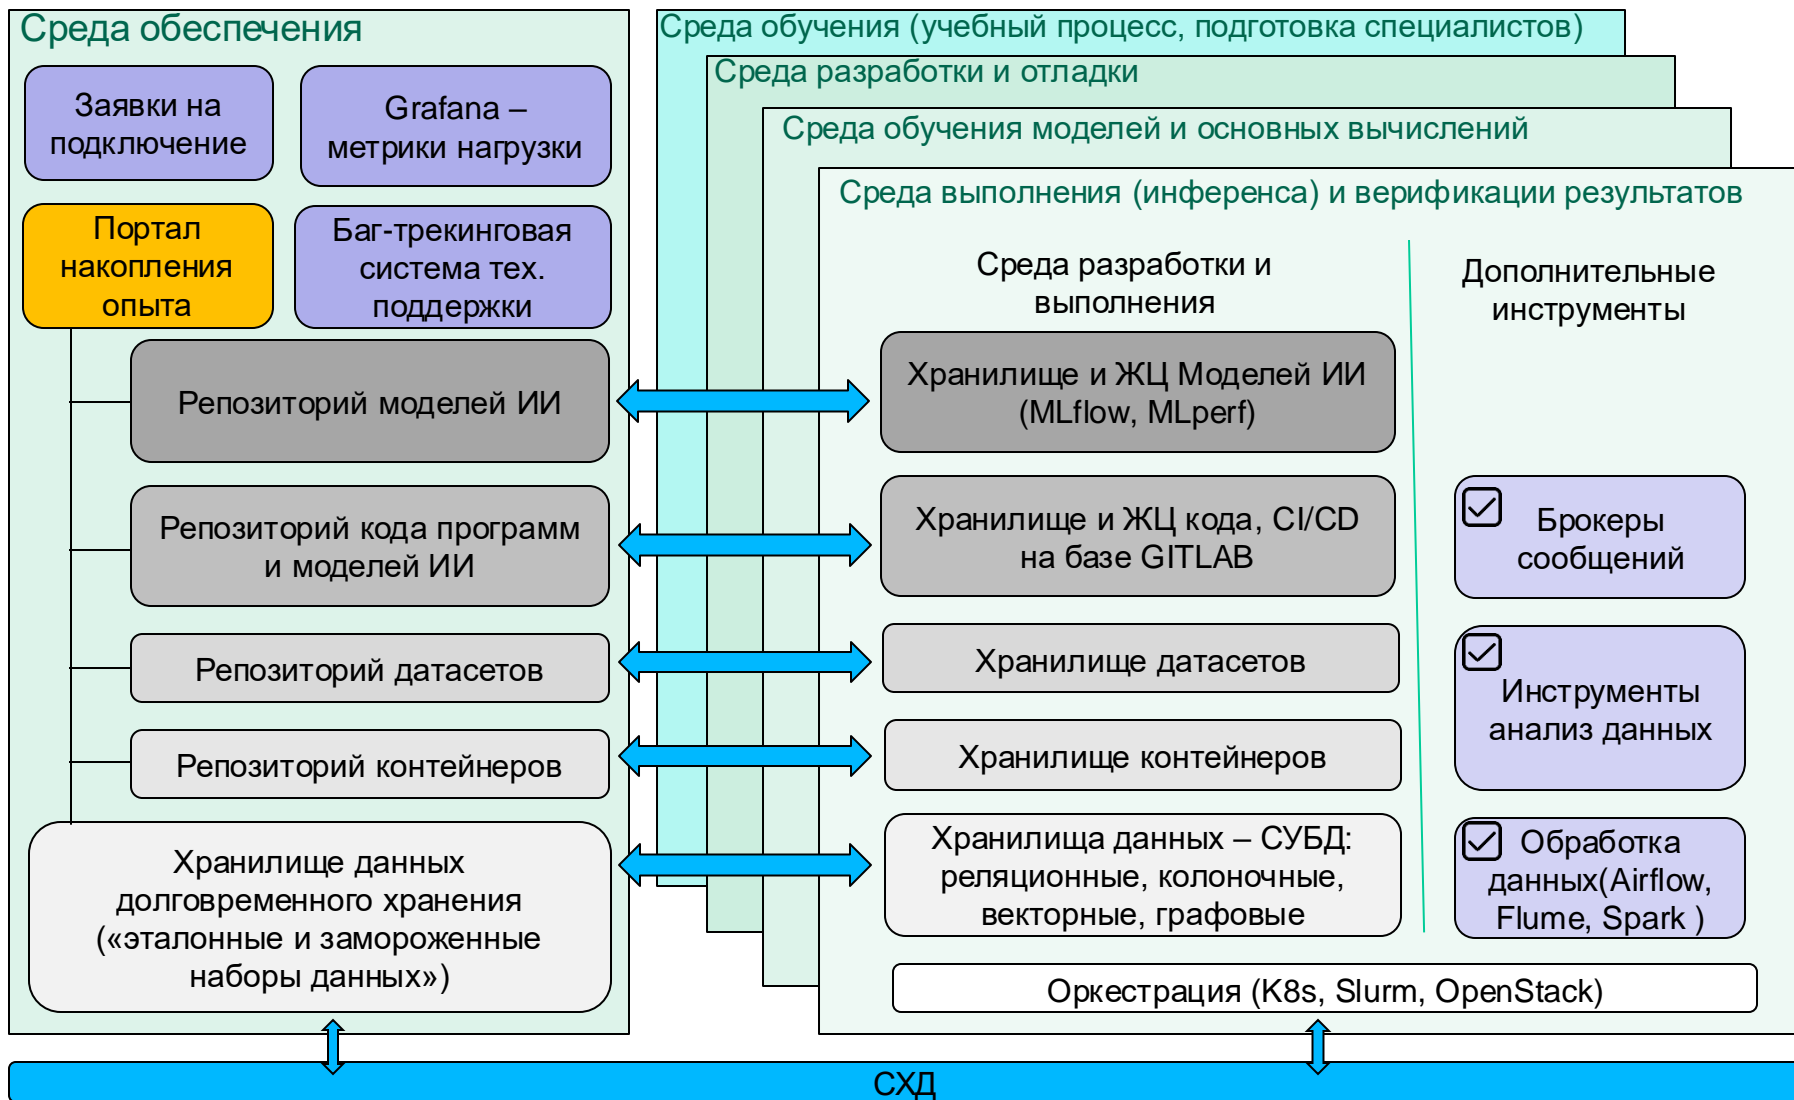 Среда обеспечения
Заявки на
подключение
Grafana –
метрики нагрузки
Портал
накопления
опыта
Баг-трекинговая
система тех.
поддержки
Репозиторий моделей ИИ
Репозиторий кода программ
и моделей ИИ
Репозиторий датасетов
Репозиторий контейнеров
Хранилище данных
долговременного хранения
(«эталонные и замороженные
наборы данных»)
Среда обучения (учебный процесс, подготовка специалистов)
Среда разработки и отладки
Среда обучения моделей и основных вычислений
Среда выполнения (инференса) и верификации результатов
Среда разработки и
выполнения
Хранилище и ЖЦ Моделей ИИ
(MLflow, MLperf)
Хранилище и ЖЦ кода, CI/CD
на базе GITLAB
Хранилище датасетов
Хранилище контейнеров
Хранилища данных – СУБД:
реляционные, колоночные,
векторные, графовые
Дополнительные
инструменты
Брокеры
сообщений
Инструменты
анализ данных
Обработка
данных(Airflow,
Flume, Spark )
Оркестрация (K8s, Slurm, OpenStack)
СХД